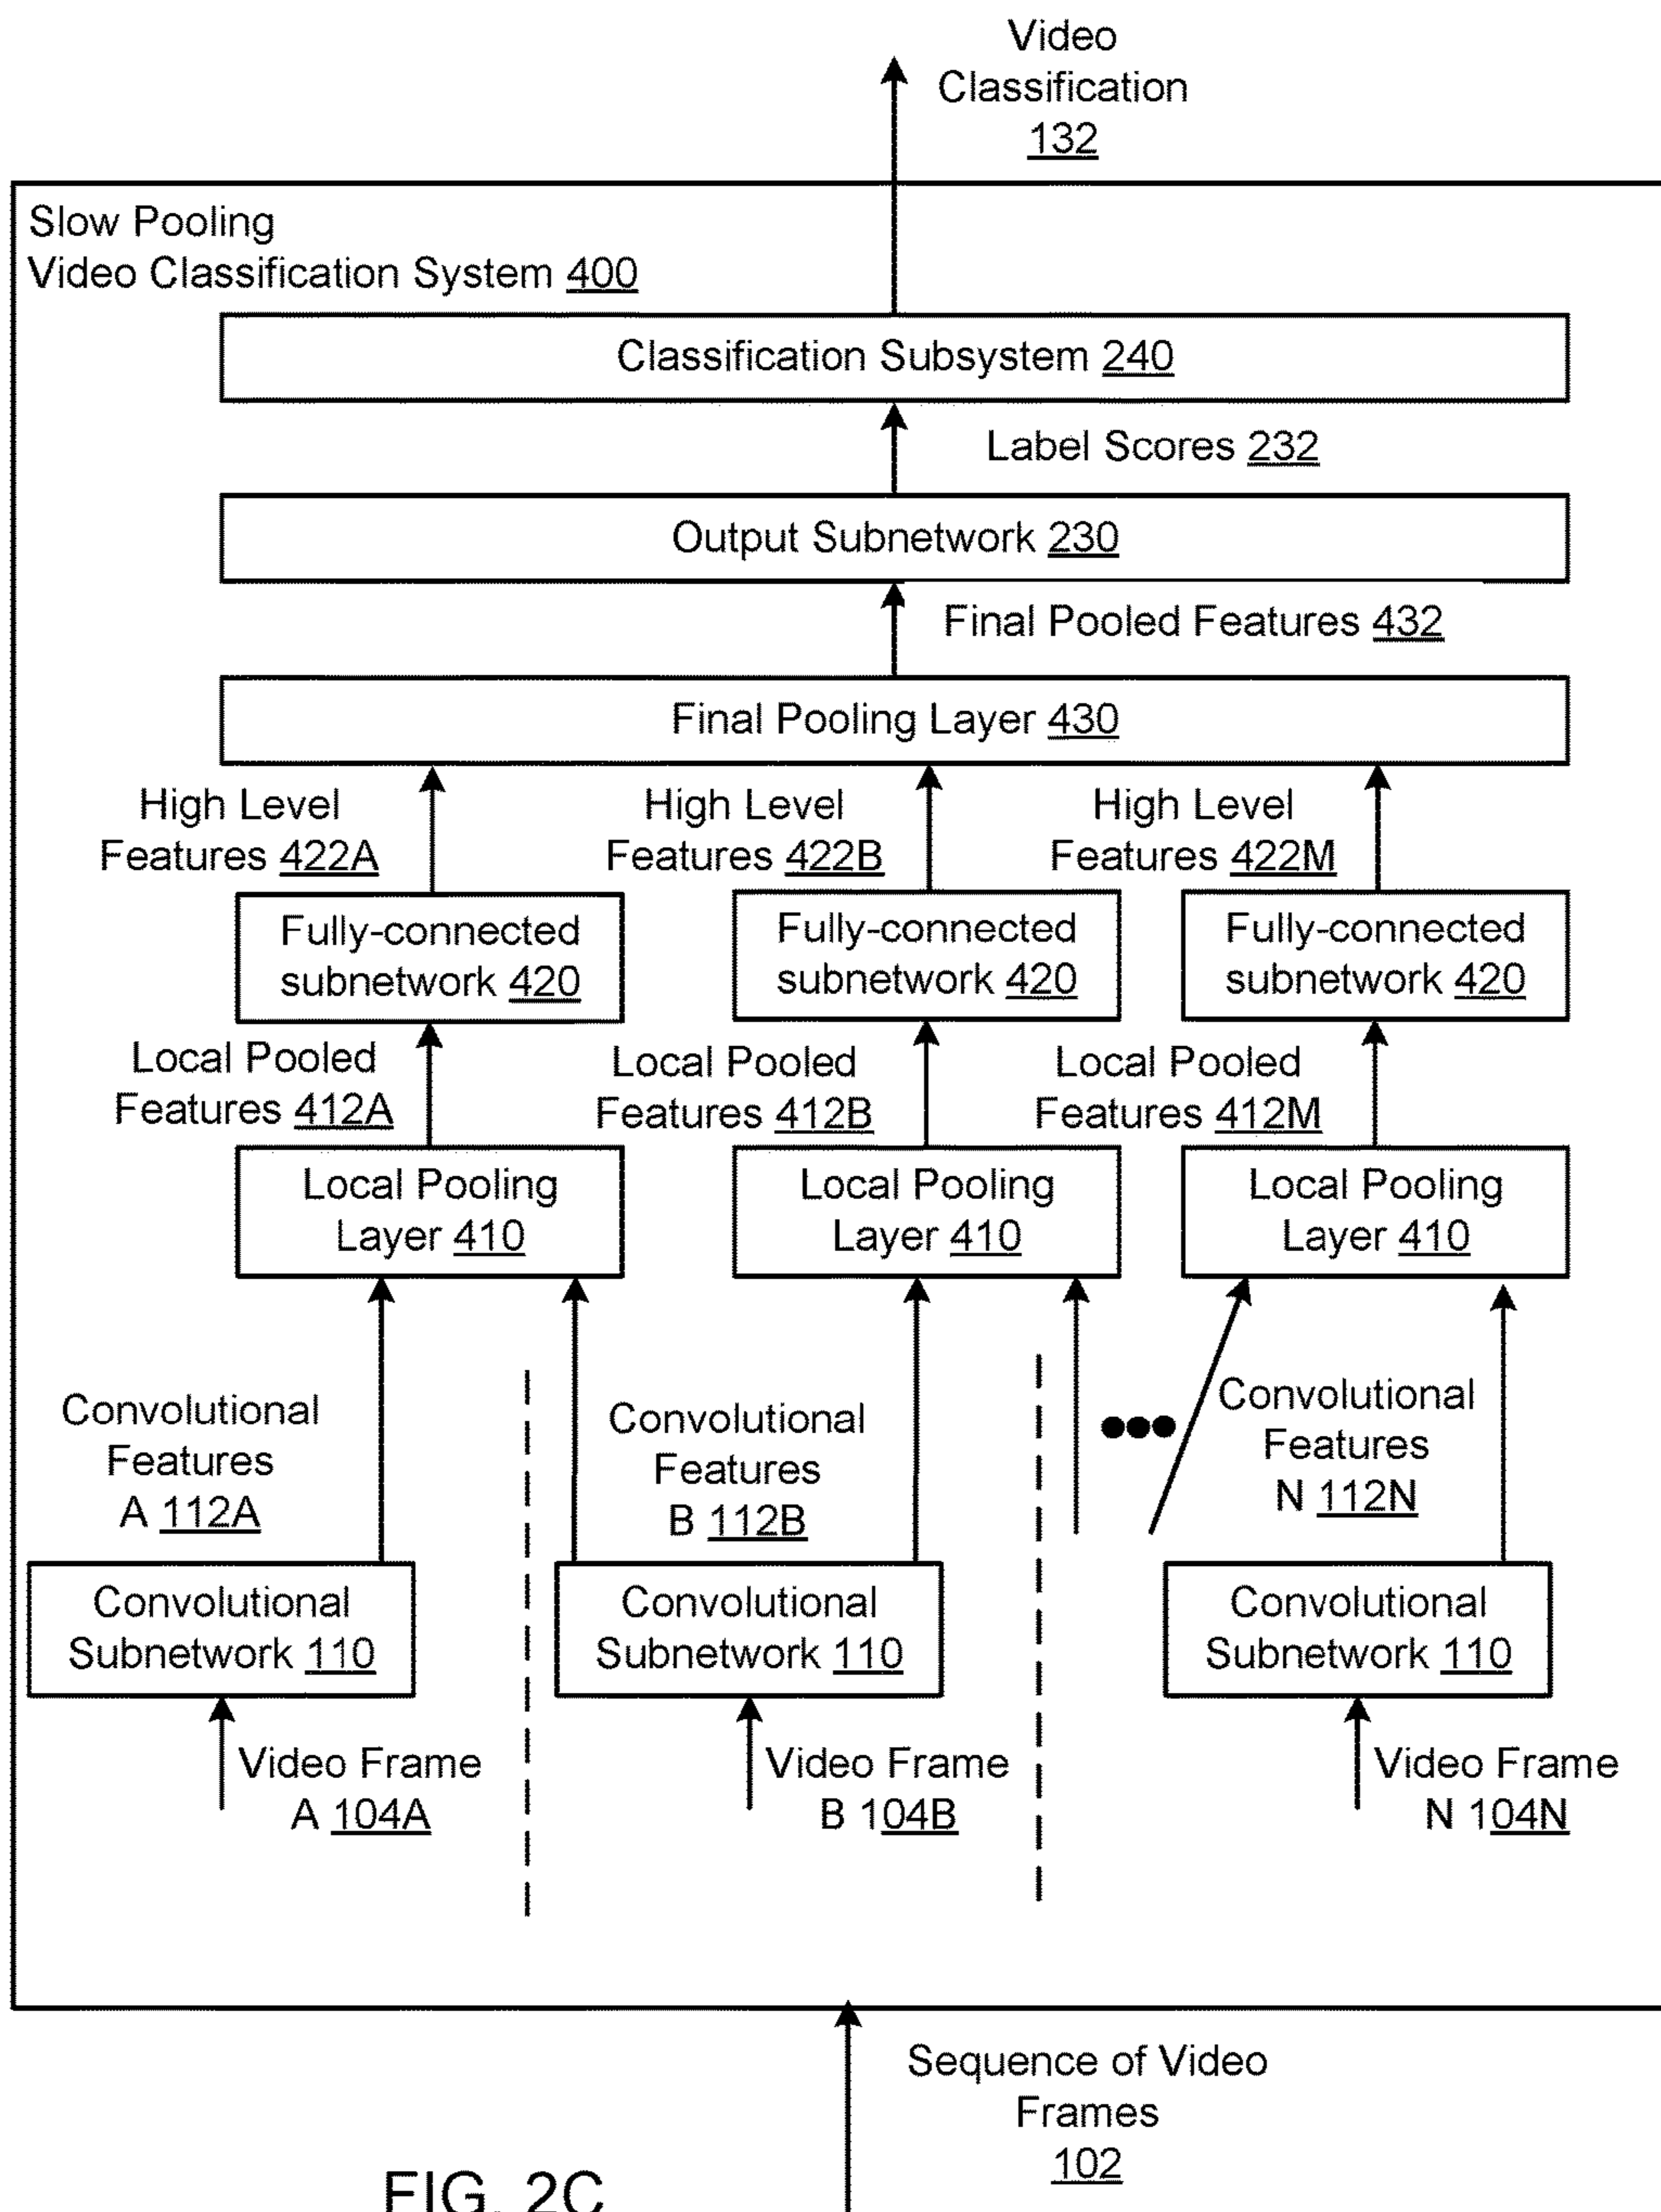 Video
Classification
132
Slow Pooling
Video Classification System 400
Classification Subsystem 240
Label Scores 232
Output Subnetwork 230
Final Pooled Features 432
Final Pooling Layer 430
High Level
Features 422A
High Level
Features 422B
High Level
Features 422M
Fully-connected
subnetwork 420
Fully-connected
subnetwork 420
Fully-connected
subnetwork 420
Local Pooled
Features 412A
Local Pooled
Features 412B
Local Pooled
Features 412M
Local Pooling
Layer 410
Local Pooling
Layer 410
Local Pooling
Layer 410
Convolutional
Features
A 112A
Convolutional
Features
B 112B
Convolutional
Features
N 112N
Convolutional
Subnetwork 110
Convolutional
Subnetwork 110
Convolutional
Subnetwork 110
Video Frame
A 104A
Video Frame
B 104B
Video Frame
N 104N
Sequence of Video
Frames
102
FIG. 2C